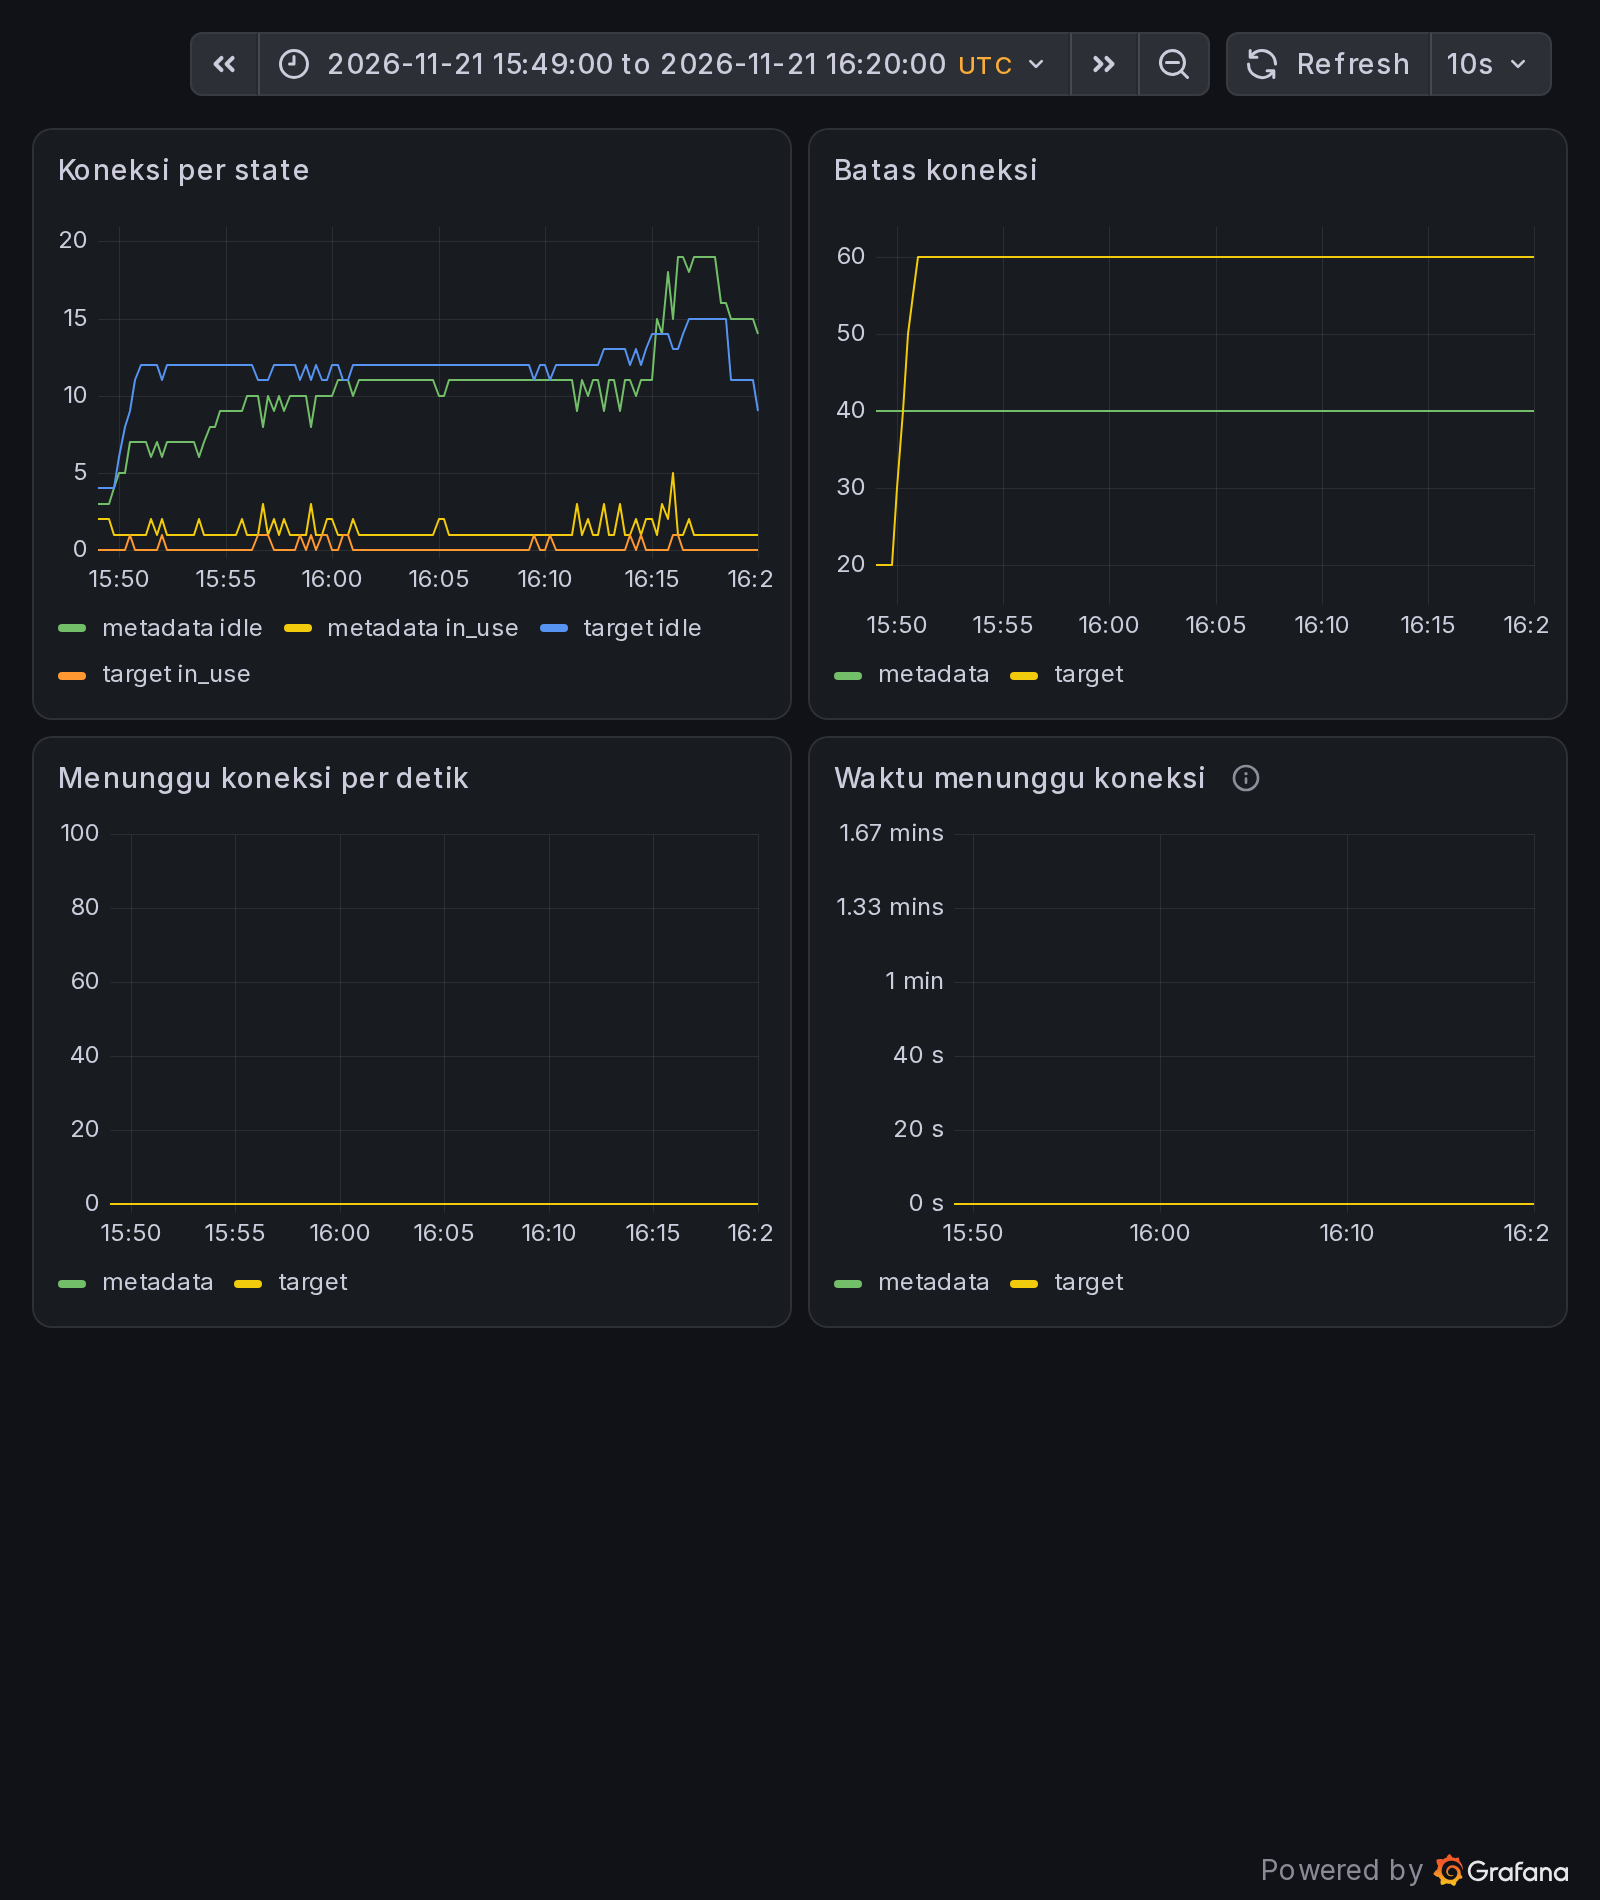 2026-11-21 15:49:00 to 2026-11-21 16:20:00 UTC
Refresh
10s
Koneksi per state
20
15
10
5
0
15:50 15:55 16:00 16:05 16:10 16:15 16:2
metadata idle metadata in_use target idle
target in_use
Batas koneksi
60
50
40
30
20
15:50 15:55 16:00 16:05 16:10 16:15 16:2
metadata target
Menunggu koneksi per detik
100
80
60
40
20
0
15:50 15:55 16:00 16:05 16:10 16:15 16:2
metadata target
Waktu menunggu koneksi
1.67 mins
1.33 mins
1 min
40 s
20 s
0 s
15:50 16:00 16:10 16:2
metadata target
Powered by Grafana